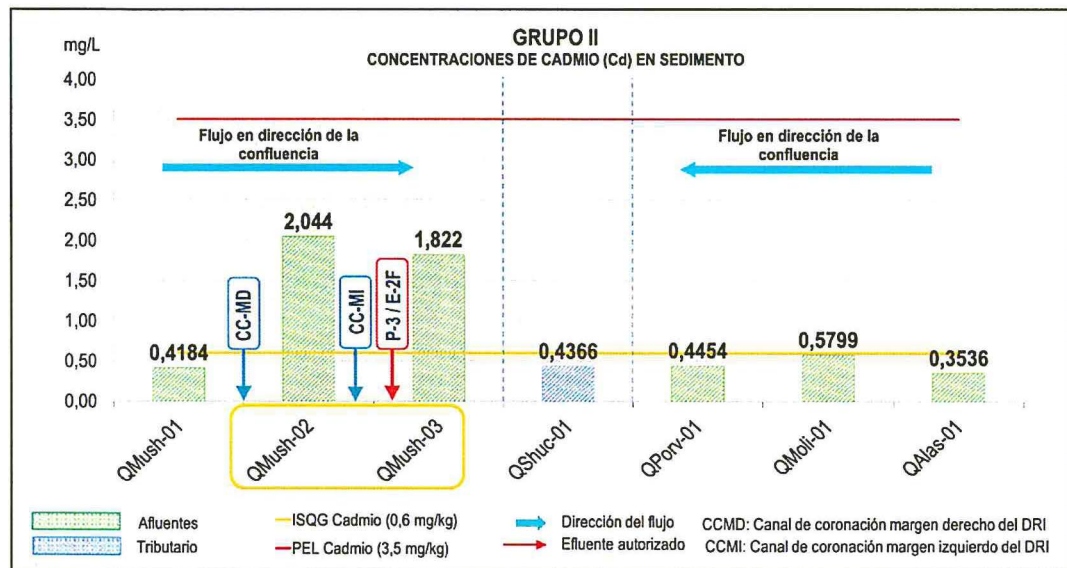 GRUPO II
CONCENTRACIONES DE CADMIO (Cd) EN SEDIMENTO
mg/L
4,00
3,50
3,00
2,50
2,00
1,50
1,00
0,50
0,00
Flujo en dirección de la
confluencia
Flujo en dirección de la
confluencia
0,4184
2,044
1,822
0,4366
0,4454
0,5799
0,3536
CC-MD
CC-MI
P-3 / E-2F
QMush-01
QMush-02
QMush-03
QShuc-01
QPorv-01
QMoli-01
QAlas-01
Afluentes
Tributario
ISQG Cadmio (0,6 mg/kg)
PEL Cadmio (3,5 mg/kg)
Dirección del flujo
Efluente autorizado
CCMD: Canal de coronación margen derecho del DRI
CCMI: Canal de coronación margen izquierdo del DRI